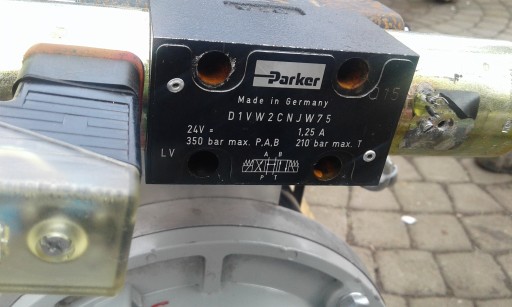 Parker
Made in Germany
D1VW2CNJW75
24V = 1,25 A
350 bar max. P,A,B 210 bar max. T
LV
A B
P T